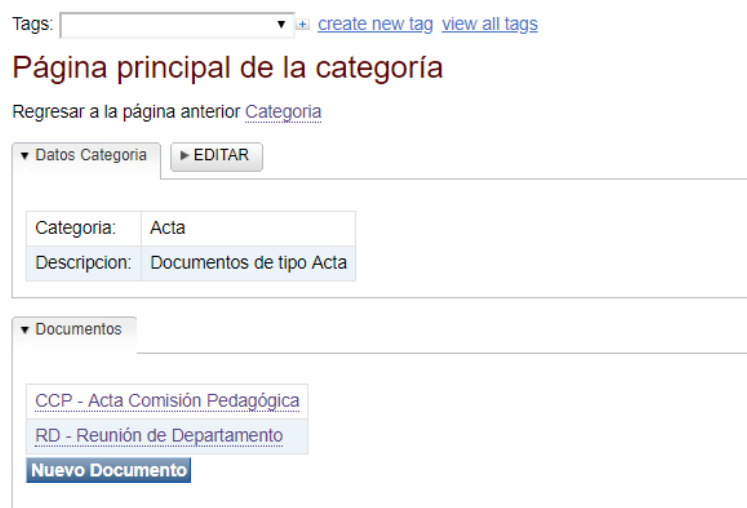 Tags: create new tag view all tags
Página principal de la categoría
Regresar a la página anterior Categoria
Datos Categoria EDITAR
Categoria: Acta
Descripcion: Documentos de tipo Acta
Documentos
CCP - Acta Comisión Pedagógica
RD - Reunión de Departamento
Nuevo Documento